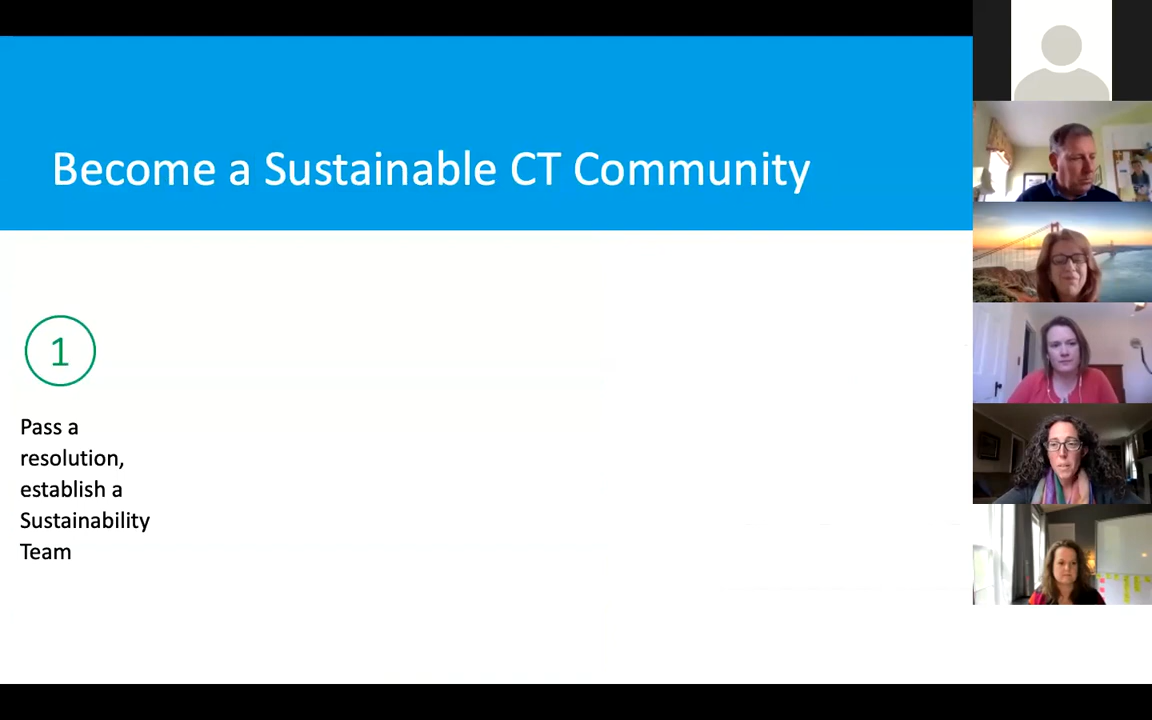 Become a Sustainable CT Community
1
Pass a
resolution,
establish a
Sustainability
Team